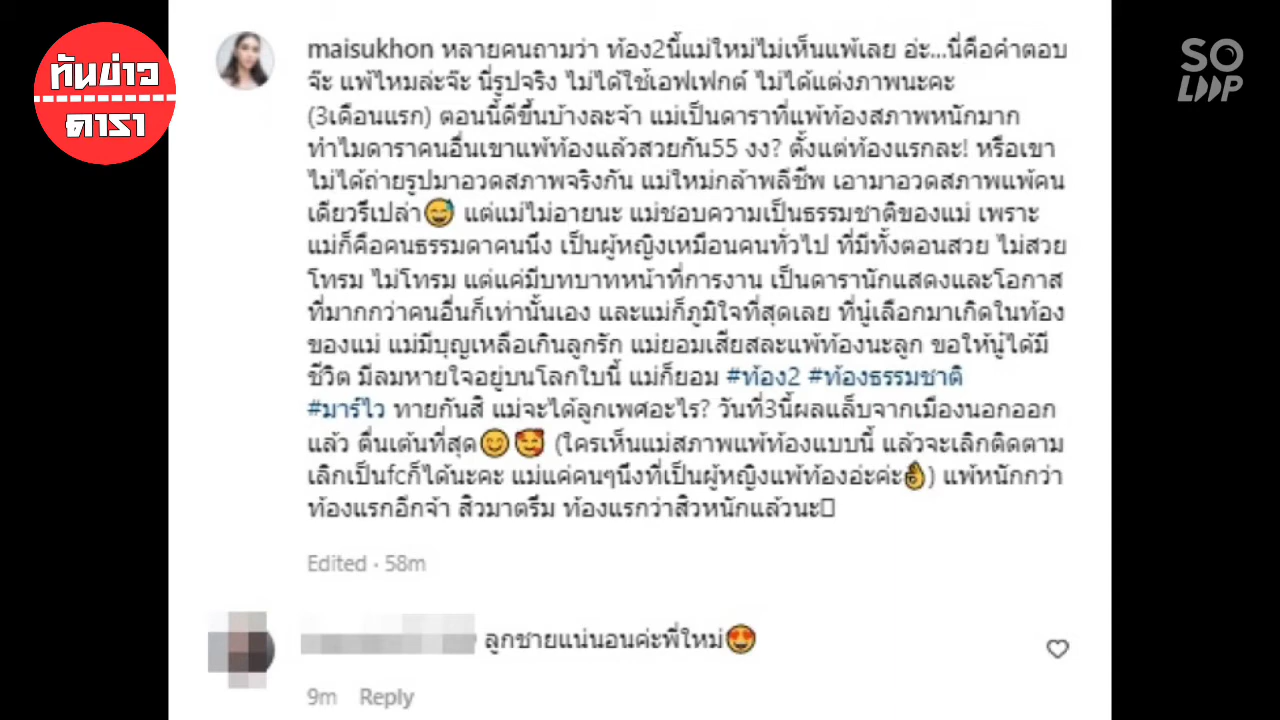 ทันข่าว
ดารา
SO
LOOP
maisukhon หลายคนถามว่า ท้อง2นี้แม่ใหม่ไม่เห็นแพ้เลย อ่ะ...นี่คือคำตอบ
จ๊ะ แพ้ไหมล่ะจ๊ะ นี่รูปจริง ไม่ได้ใช้เอฟเฟกต์ ไม่ได้แต่งภาพนะคะ
(3เดือนแรก) ตอนนี้ดีขึ้นบ้างละจ้า แม่เป็นดาราที่แพ้ท้องสภาพหนักมาก
ทำไมดาราคนอื่นเขาแพ้ท้องแล้วสวยกัน55 งง? ตั้งแต่ท้องแรกละ! หรือเขา
ไม่ได้ถ่ายรูปมาอวดสภาพจริงกัน แม่ใหม่กล้าพลีชีพ เอามาอวดสภาพแพ้คน
เดียวรึเปล่า😅 แต่แม่ไม่อายนะ แม่ชอบความเป็นธรรมชาติของแม่ เพราะ
แม่ก็คือคนธรรมดาคนนึง เป็นผู้หญิงเหมือนคนทั่วไป ที่มีทั้งตอนสวย ไม่สวย
โทรม ไม่โทรม แต่แค่มีบทบาทหน้าที่การงาน เป็นดารานักแสดงและโอกาส
ที่มากกว่าคนอื่นก็เท่านั้นเอง และแม่ก็ภูมิใจที่สุดเลย ที่นู๋เลือกมาเกิดในท้อง
ของแม่ แม่มีบุญเหลือเกินลูกรัก แม่ยอมเสียสละแพ้ท้องนะลูก ขอให้นู๋ได้มี
ชีวิต มีลมหายใจอยู่บนโลกใบนี้ แม่ก็ยอม #ท้อง2 #ท้องธรรมชาติ
#มาร์ไว ทายกันสิ แม่จะได้ลูกเพศอะไร? วันที่3นี้ผลแล็บจากเมืองนอกออก
แล้ว ตื่นเต้นที่สุด😊🥰 (ใครเห็นแม่สภาพแพ้ท้องแบบนี้ แล้วจะเลิกติดตาม
เลิกเป็นfcก็ได้นะคะ แม่แค่คนๆนึงที่เป็นผู้หญิงแพ้ท้องอ่ะค่ะ👌) แพ้หนักกว่า
ท้องแรกอีกจ้า สิวมาตรึม ท้องแรกว่าสิวหนักแล้วนะ
Edited · 58m
ลูกชายแน่นอนค่ะพี่ใหม่😍
9m Reply